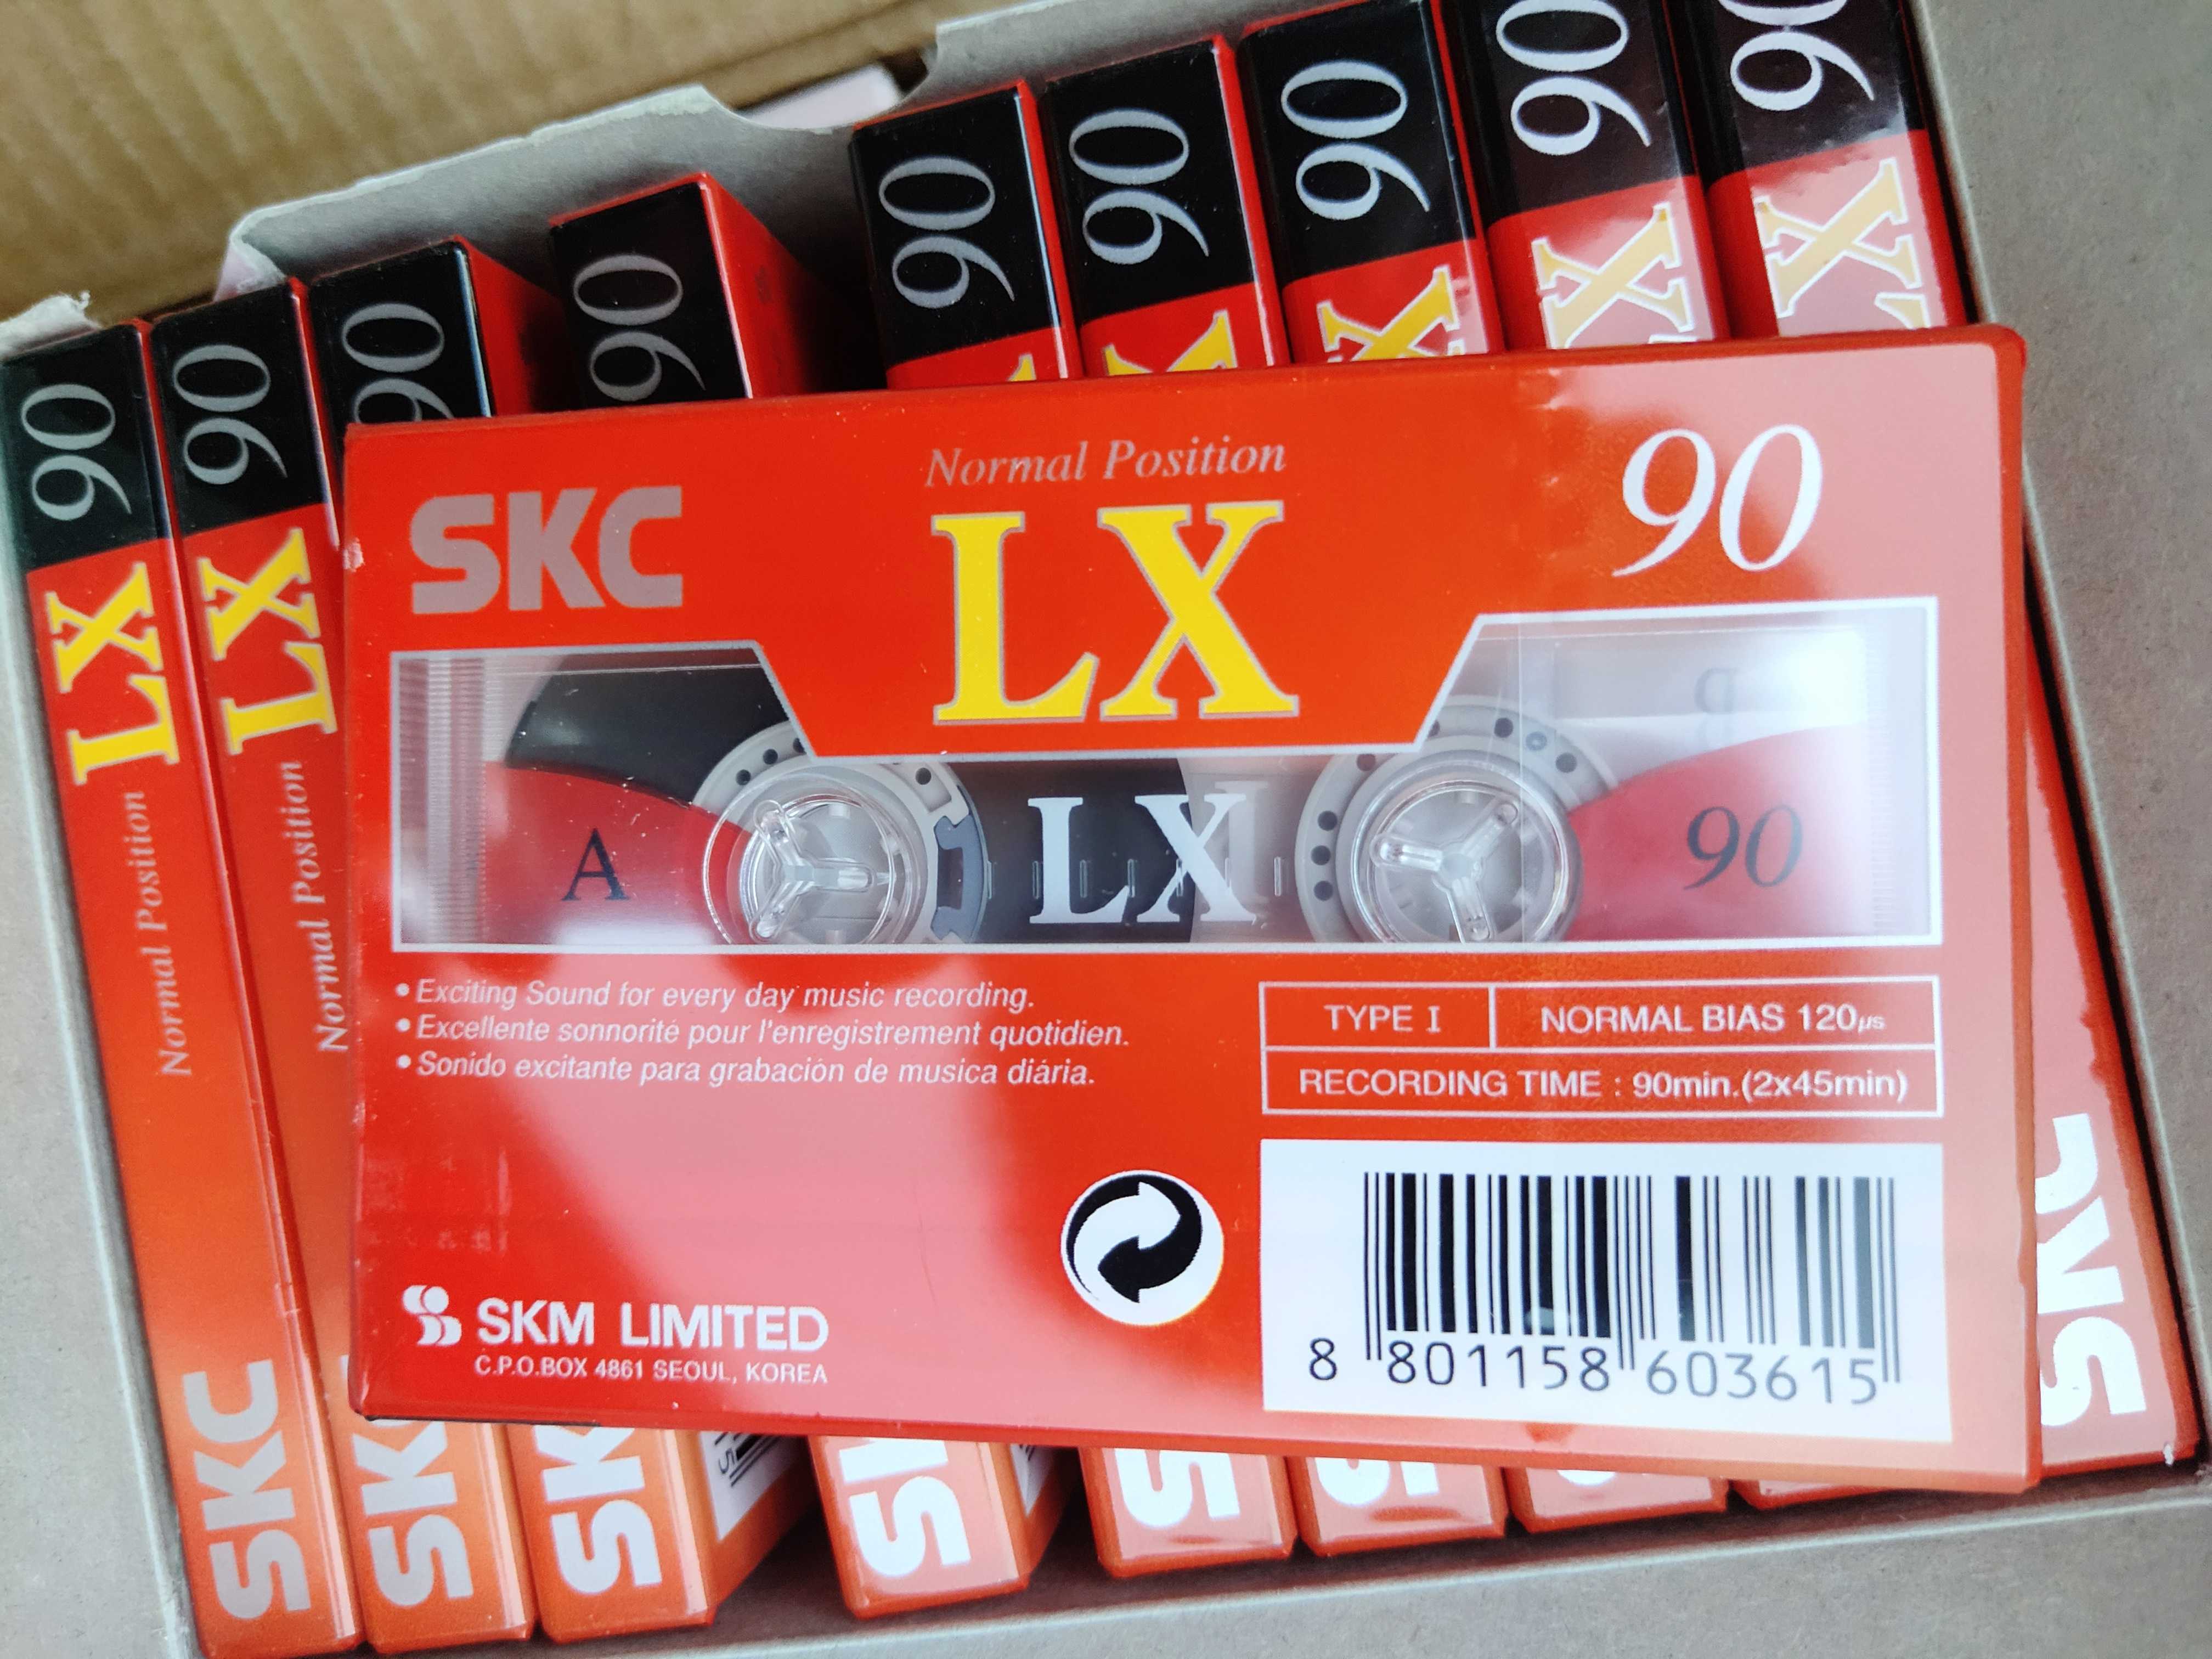 90
90
90
90
90
90
90
90
90
LX
LX
X
X
X
Normal Position
Normal Position
SKC
SKC
SKC
SKC
Normal Position
SKC
LX
90
A
LX
90
• Exciting Sound for every day music recording.
• Excellente sonnorité pour l'enregistrement quotidien.
• Sonido excitante para grabación de musica diária.
TYPE I
NORMAL BIAS 120µs
RECORDING TIME : 90min.(2x45min)
SKM LIMITED
C.P.O.BOX 4861 SEOUL, KOREA
8 801158 603615